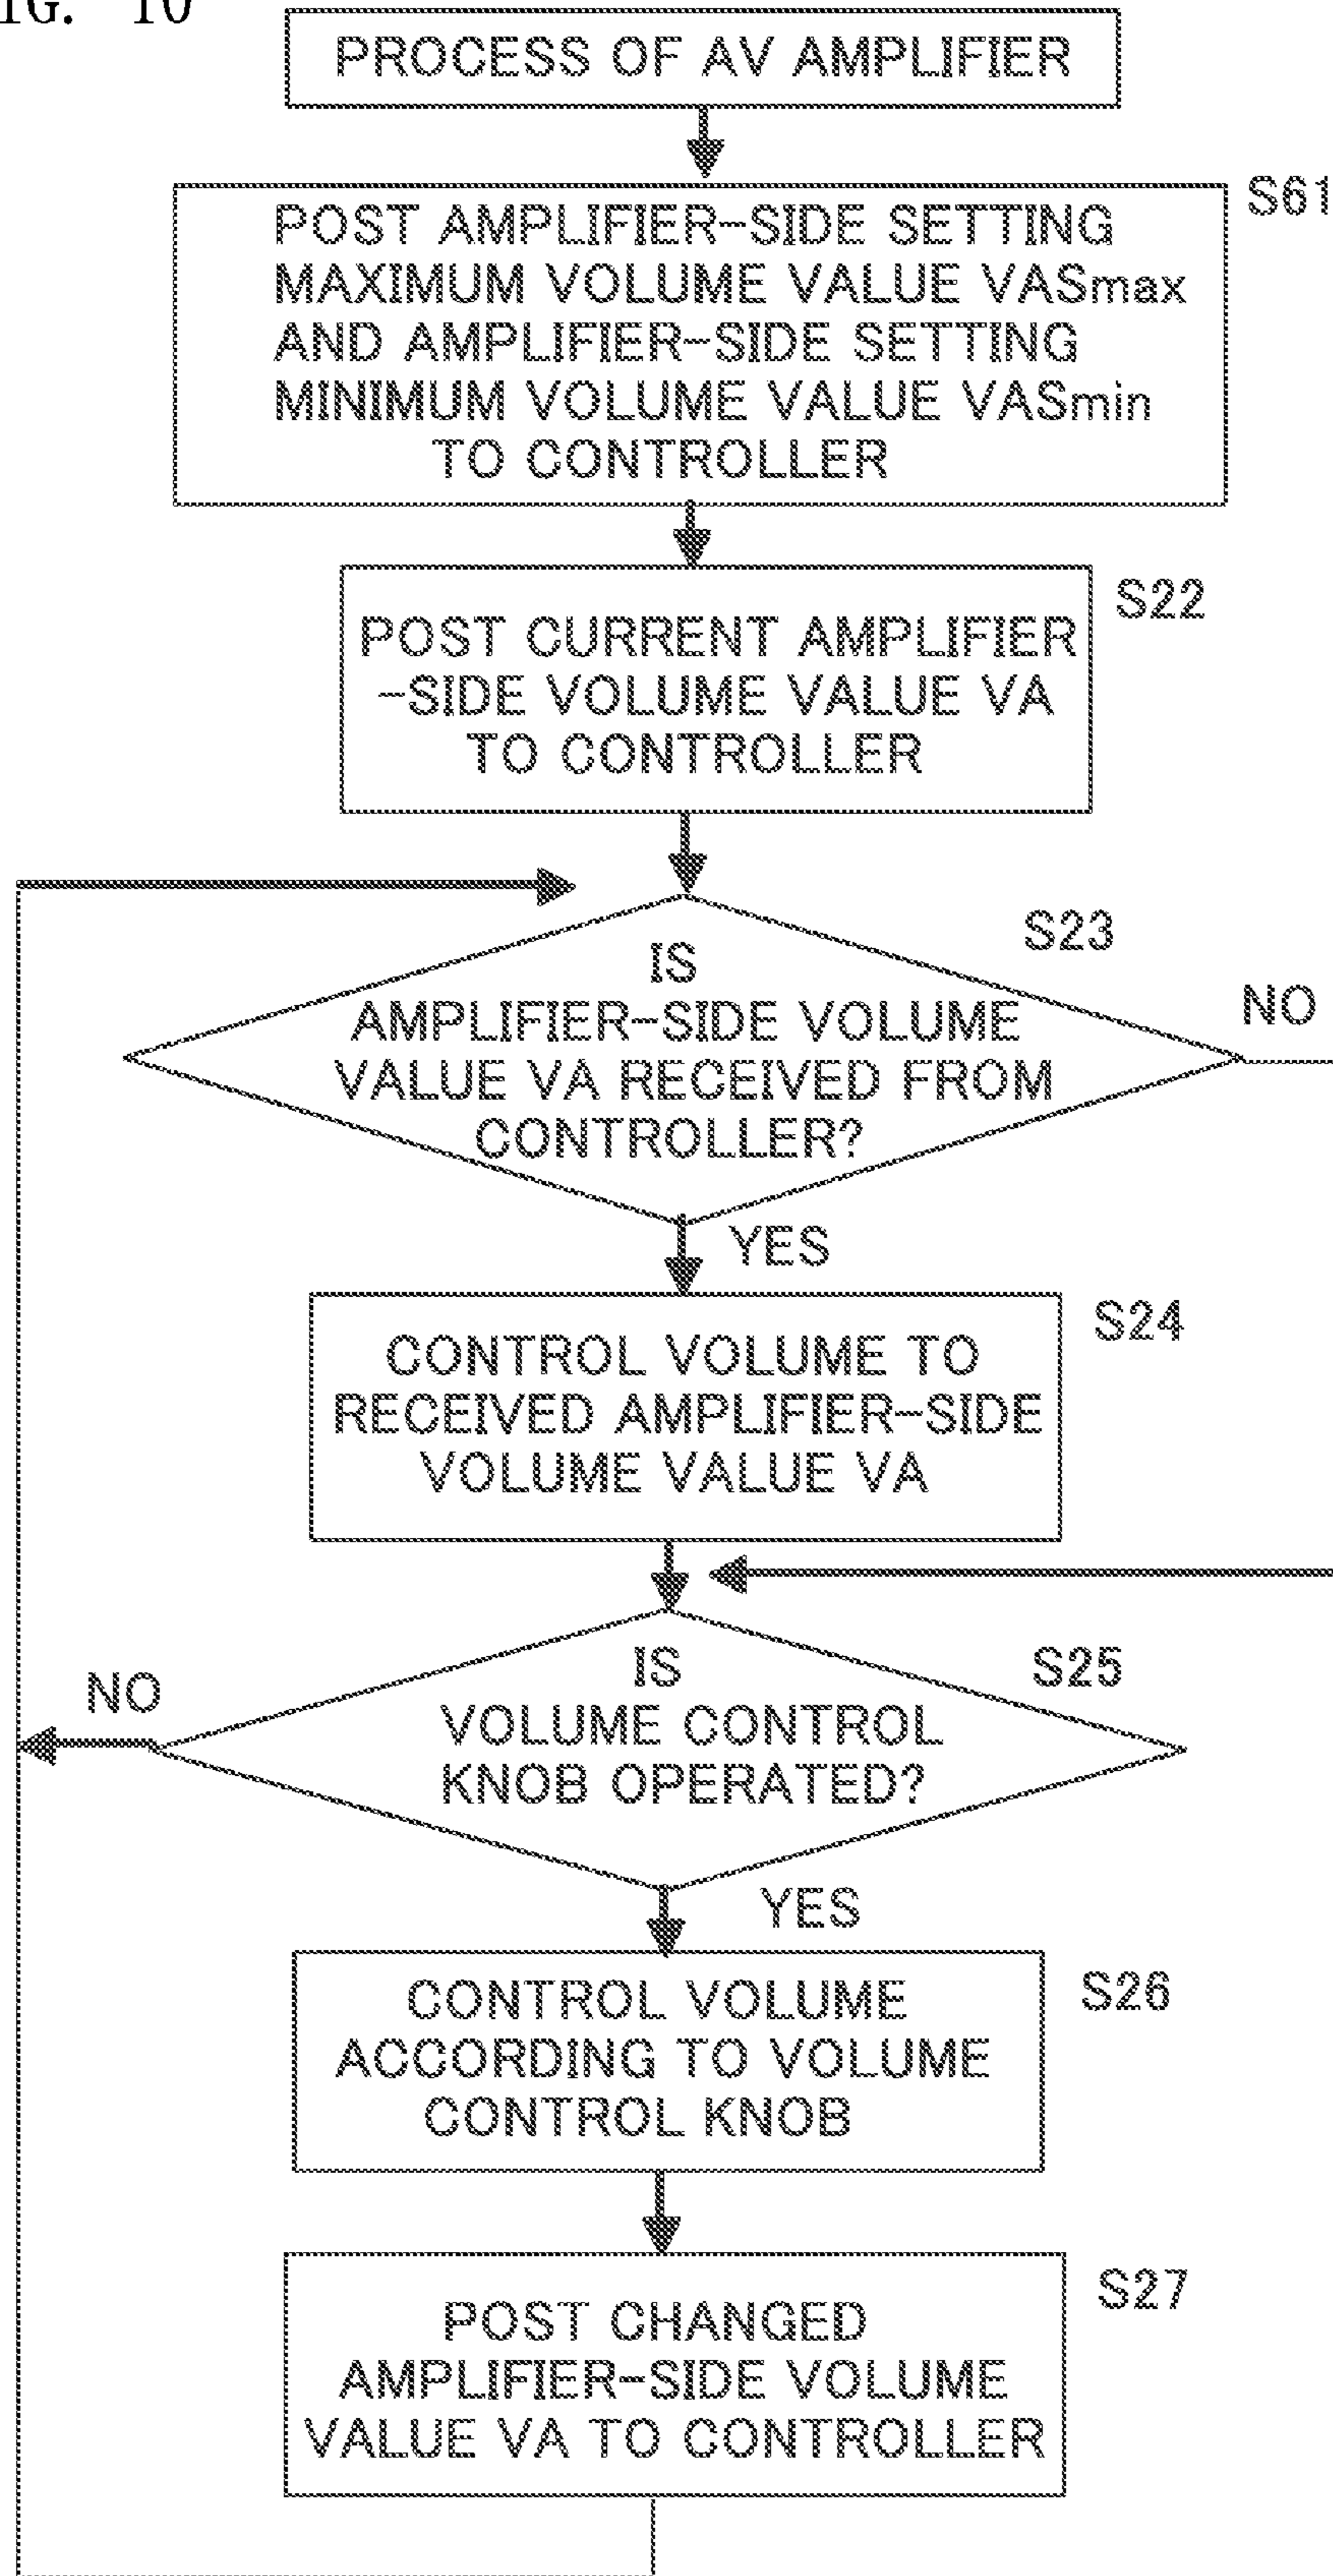 FIG. 10
PROCESS OF AV AMPLIFIER
S61
POST AMPLIFIER-SIDE SETTING
MAXIMUM VOLUME VALUE VASmax
AND AMPLIFIER-SIDE SETTING
MINIMUM VOLUME VALUE VASmin
TO CONTROLLER
S22
POST CURRENT AMPLIFIER
-SIDE VOLUME VALUE VA
TO CONTROLLER
S23
IS
AMPLIFIER-SIDE VOLUME
VALUE VA RECEIVED FROM
CONTROLLER?
NO
YES
S24
CONTROL VOLUME TO
RECEIVED AMPLIFIER-SIDE
VOLUME VALUE VA
S25
IS
VOLUME CONTROL
KNOB OPERATED?
NO
YES
S26
CONTROL VOLUME
ACCORDING TO VOLUME
CONTROL KNOB
S27
POST CHANGED
AMPLIFIER-SIDE VOLUME
VALUE VA TO CONTROLLER